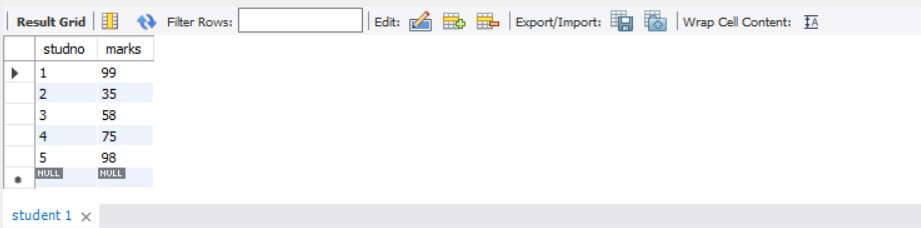 Result Grid Filter Rows: Edit: Export/Import: Wrap Cell Content: IA
studno marks
1 99
2 35
3 58
4 75
5 98
NULL NULL
student 1 ×